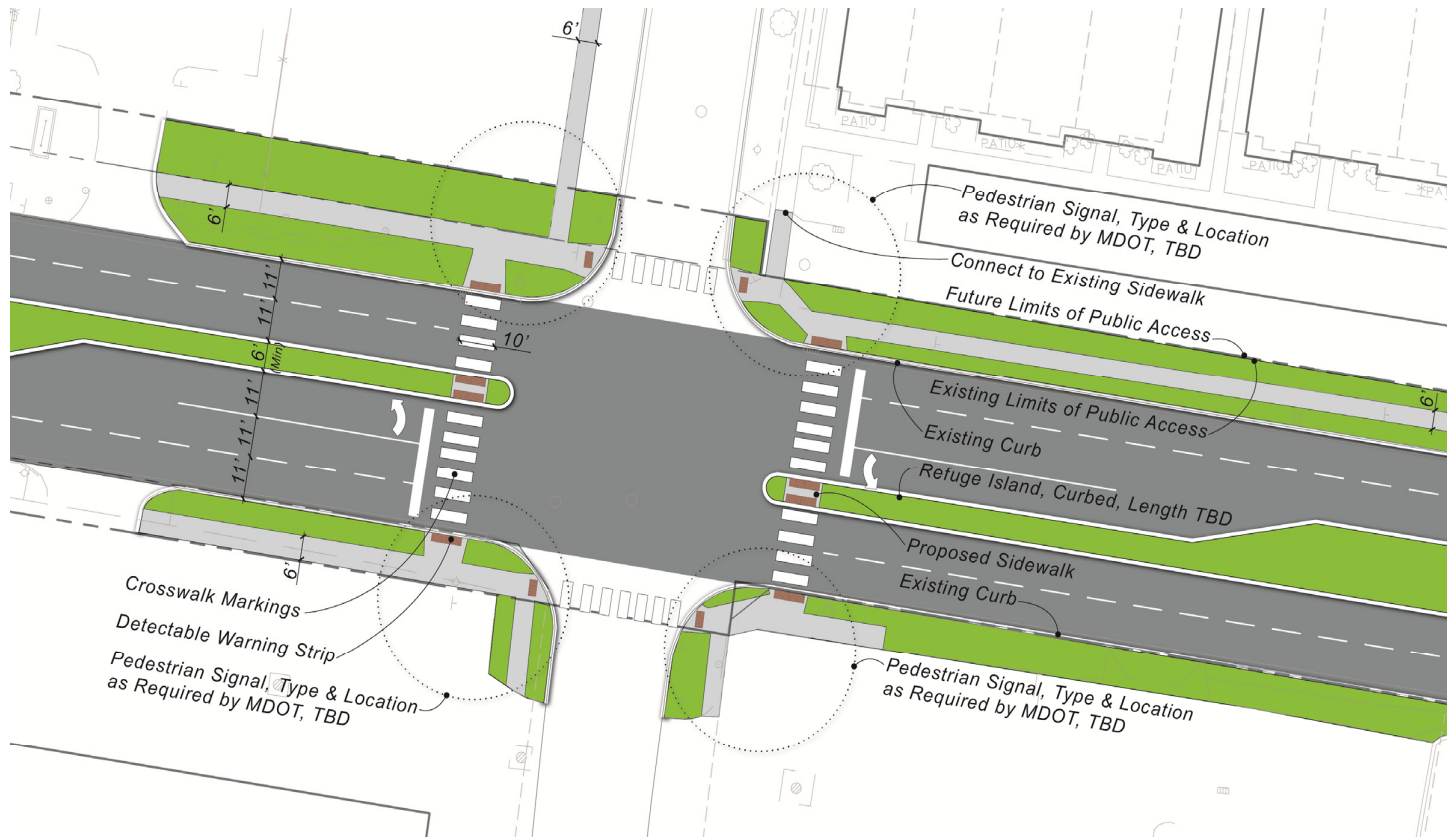 6'
PATIO
PATIO
PATIO
PATIO
PAT
Pedestrian Signal, Type & Location
as Required by MDOT, TBD
Connect to Existing Sidewalk
Future Limits of Public Access
6'
11'
11'
10'
6'
(Min)
11'
11'
11'
6'
Existing Limits of Public Access
Existing Curb
Refuge Island, Curbed, Length TBD
Proposed Sidewalk
Existing Curb
6'
Crosswalk Markings
Detectable Warning Strip
Pedestrian Signal, Type & Location
as Required by MDOT, TBD
Pedestrian Signal, Type & Location
as Required by MDOT, TBD